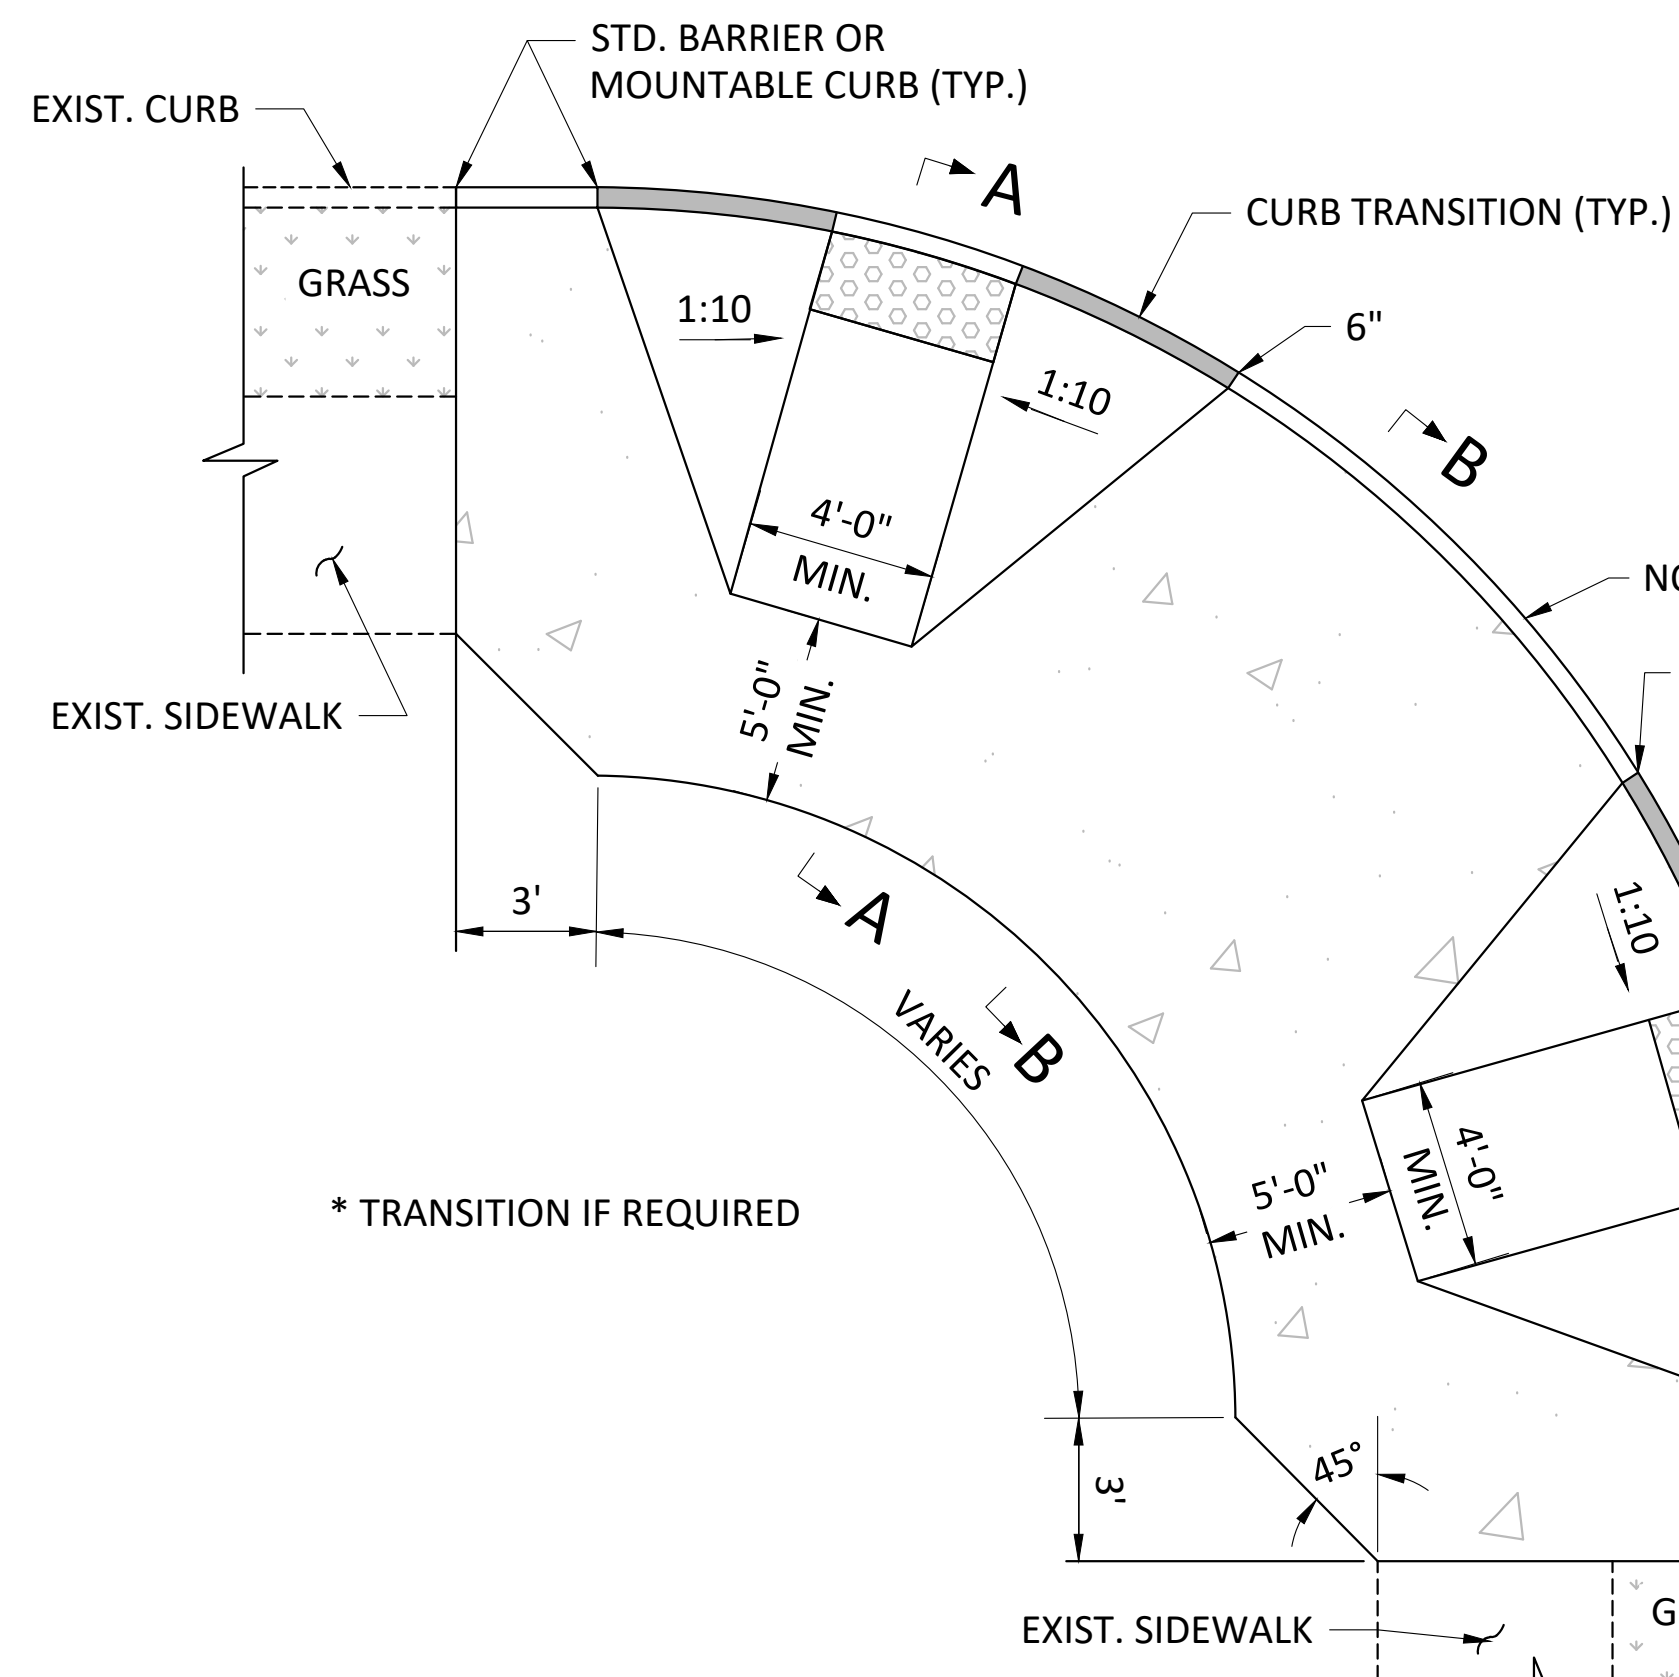 STD. BARRIER OR
MOUNTABLE CURB (TYP.)
EXIST. CURB
A
CURB TRANSITION (TYP.)
GRASS
1:10
6"
1:10
B
4'-0"
MIN.
NO
EXIST. SIDEWALK
5'-0"
MIN.
3'
A
1:10
VARIES
B
4'-0"
MIN.
5'-0"
MIN.
* TRANSITION IF REQUIRED
45°
3'
EXIST. SIDEWALK
G